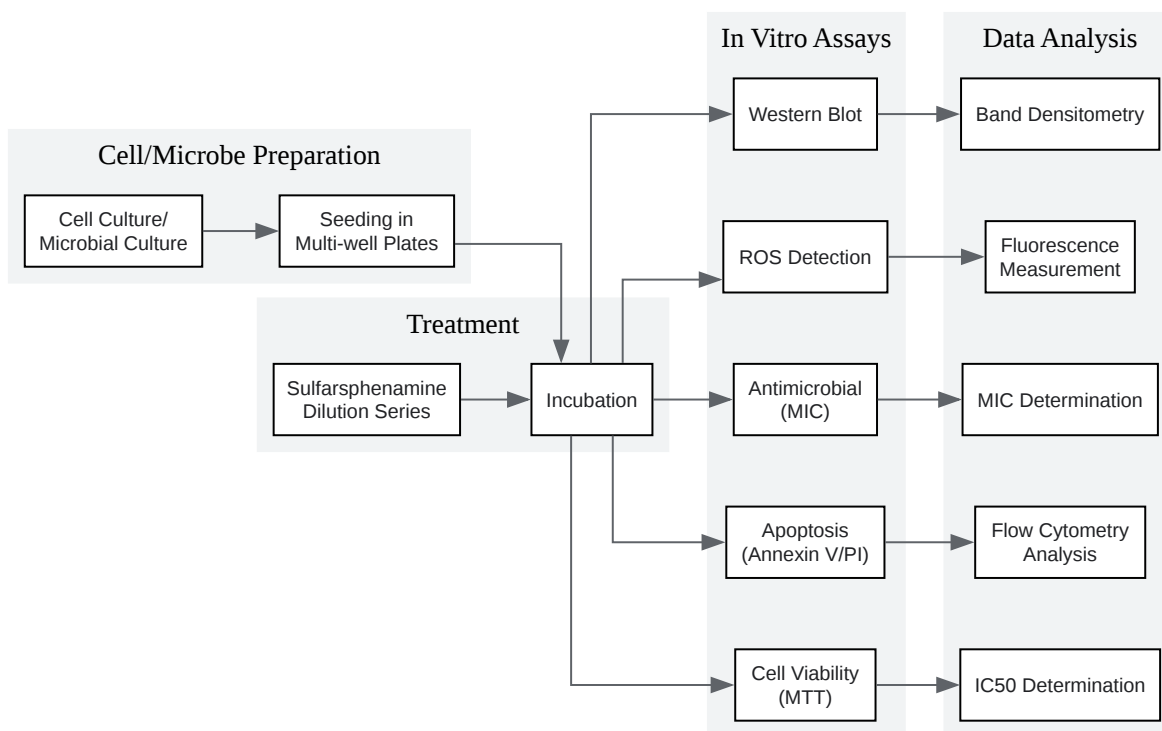 Cell/Microbe Preparation
Cell Culture/
Microbial Culture
Seeding in
Multi-well Plates
Treatment
Sulfarsphenamine
Dilution Series
Incubation
In Vitro Assays
Western Blot
ROS Detection
Antimicrobial
(MIC)
Apoptosis
(Annexin V/PI)
Cell Viability
(MTT)
Data Analysis
Band Densitometry
Fluorescence
Measurement
MIC Determination
Flow Cytometry
Analysis
IC50 Determination